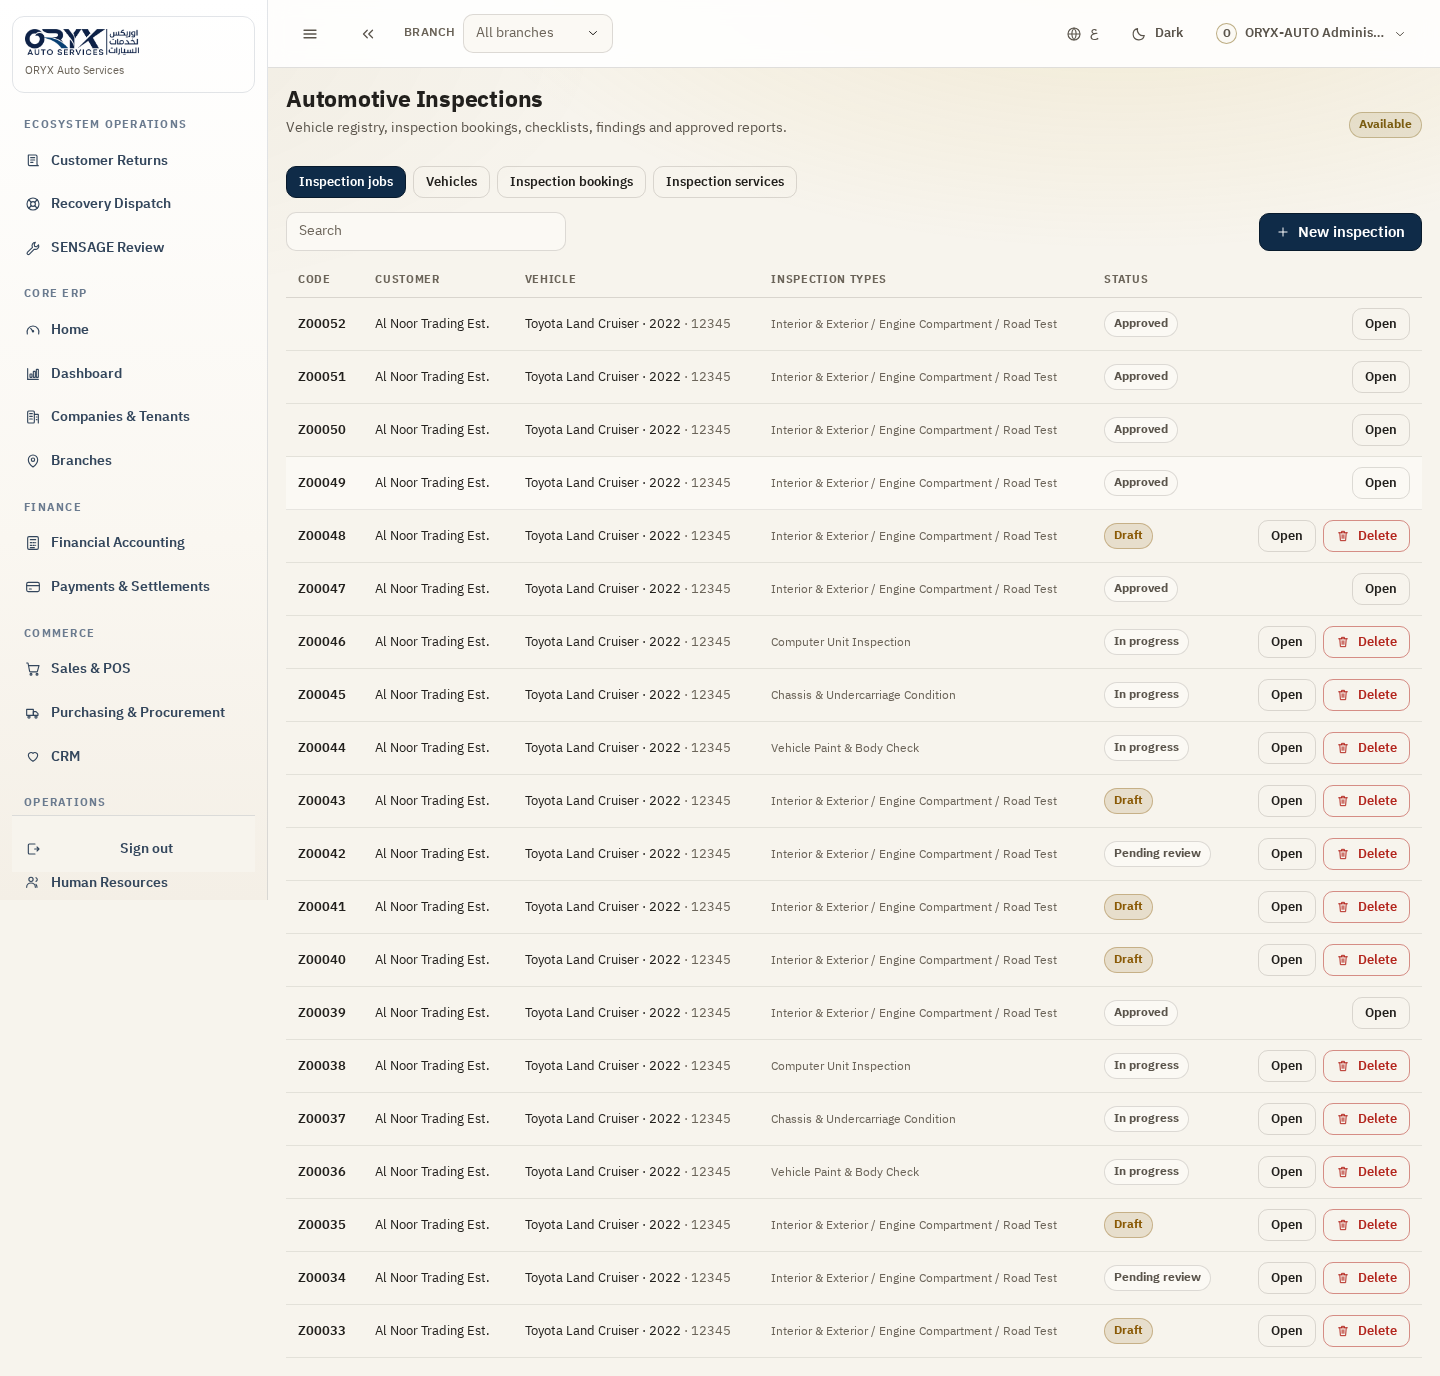 ORYX
AUTO SERVICES
أوريكس
لخدمات
السيارات
ORYX Auto Services
ECOSYSTEM OPERATIONS
Customer Returns
Recovery Dispatch
SENSAGE Review
CORE ERP
Home
Dashboard
Companies & Tenants
Branches
FINANCE
Financial Accounting
Payments & Settlements
COMMERCE
Sales & POS
Purchasing & Procurement
CRM
OPERATIONS
Sign out
Human Resources
BRANCH All branches ع Dark O ORYX-AUTO Adminis...
Automotive Inspections
Vehicle registry, inspection bookings, checklists, findings and approved reports.
Available
Inspection jobs Vehicles Inspection bookings Inspection services
Search New inspection
CODE CUSTOMER VEHICLE INSPECTION TYPES STATUS
Z00052 Al Noor Trading Est. Toyota Land Cruiser · 2022 · 12345 Interior & Exterior / Engine Compartment / Road Test Approved Open
Z00051 Al Noor Trading Est. Toyota Land Cruiser · 2022 · 12345 Interior & Exterior / Engine Compartment / Road Test Approved Open
Z00050 Al Noor Trading Est. Toyota Land Cruiser · 2022 · 12345 Interior & Exterior / Engine Compartment / Road Test Approved Open
Z00049 Al Noor Trading Est. Toyota Land Cruiser · 2022 · 12345 Interior & Exterior / Engine Compartment / Road Test Approved Open
Z00048 Al Noor Trading Est. Toyota Land Cruiser · 2022 · 12345 Interior & Exterior / Engine Compartment / Road Test Draft Open Delete
Z00047 Al Noor Trading Est. Toyota Land Cruiser · 2022 · 12345 Interior & Exterior / Engine Compartment / Road Test Approved Open
Z00046 Al Noor Trading Est. Toyota Land Cruiser · 2022 · 12345 Computer Unit Inspection In progress Open Delete
Z00045 Al Noor Trading Est. Toyota Land Cruiser · 2022 · 12345 Chassis & Undercarriage Condition In progress Open Delete
Z00044 Al Noor Trading Est. Toyota Land Cruiser · 2022 · 12345 Vehicle Paint & Body Check In progress Open Delete
Z00043 Al Noor Trading Est. Toyota Land Cruiser · 2022 · 12345 Interior & Exterior / Engine Compartment / Road Test Draft Open Delete
Z00042 Al Noor Trading Est. Toyota Land Cruiser · 2022 · 12345 Interior & Exterior / Engine Compartment / Road Test Pending review Open Delete
Z00041 Al Noor Trading Est. Toyota Land Cruiser · 2022 · 12345 Interior & Exterior / Engine Compartment / Road Test Draft Open Delete
Z00040 Al Noor Trading Est. Toyota Land Cruiser · 2022 · 12345 Interior & Exterior / Engine Compartment / Road Test Draft Open Delete
Z00039 Al Noor Trading Est. Toyota Land Cruiser · 2022 · 12345 Interior & Exterior / Engine Compartment / Road Test Approved Open
Z00038 Al Noor Trading Est. Toyota Land Cruiser · 2022 · 12345 Computer Unit Inspection In progress Open Delete
Z00037 Al Noor Trading Est. Toyota Land Cruiser · 2022 · 12345 Chassis & Undercarriage Condition In progress Open Delete
Z00036 Al Noor Trading Est. Toyota Land Cruiser · 2022 · 12345 Vehicle Paint & Body Check In progress Open Delete
Z00035 Al Noor Trading Est. Toyota Land Cruiser · 2022 · 12345 Interior & Exterior / Engine Compartment / Road Test Draft Open Delete
Z00034 Al Noor Trading Est. Toyota Land Cruiser · 2022 · 12345 Interior & Exterior / Engine Compartment / Road Test Pending review Open Delete
Z00033 Al Noor Trading Est. Toyota Land Cruiser · 2022 · 12345 Interior & Exterior / Engine Compartment / Road Test Draft Open Delete